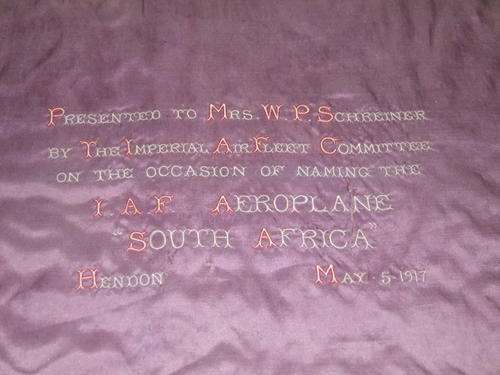 PRESENTED TO MRS. W. P. SCHREINER
BY THE IMPERIAL AIR FLEET COMMITTEE
ON THE OCCASION OF NAMING THE
I. A. F. AEROPLANE
"SOUTH AFRICA"
HENDON MAY · 5 · 1917